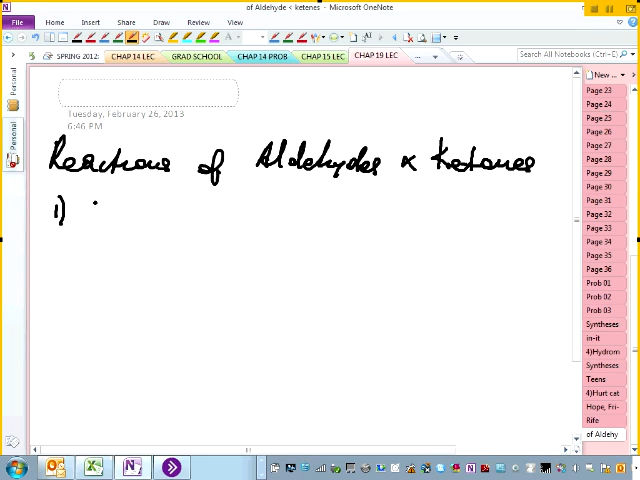 of Aldehyde < ketenes - Microsoft OneNote
File Home Insert Share Draw Review View
SPRING 2012: CHAP 14 LEC GRAD SCHOOL CHAP 14 PROB CHAP 15 LEC CHAP 19 LEC ...
Search All Notebooks (Ctrl+E)
Personal
Personal
Tuesday, February 26, 2013
6:46 PM
Reactions of Aldehydes & Ketones
1)
New ...
Page 23
Page 24
Page 25
Page 26
Page 27
Page 28
Page 29
Page 30
Page 31
Page 32
Page 33
Page 34
Page 35
Page 36
Prob 01
Prob 02
Prob 03
Syntheses
in-it
4)Hydrom
Syntheses
Teens
4)Hurt cat
Hope, Fri-
Rife
of Aldehy